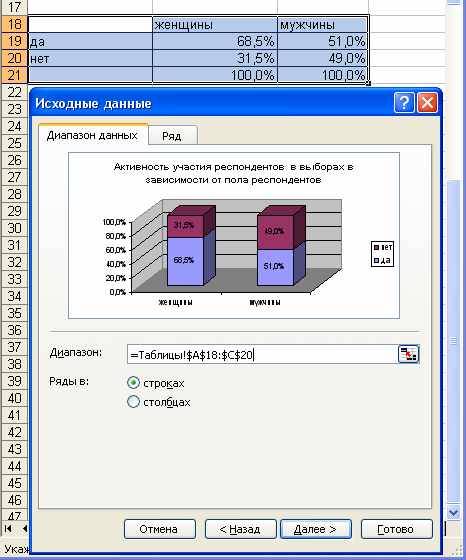 17
18 женщины мужчины
19 да 68,5% 51,0%
20 нет 31,5% 49,0%
21 100,0% 100,0%
22
23
24
25
26
27
28
29
30
31
32
33
34
35
36
37
38
39
40
41
42
43
44
45
46
47
Исходные данные
Диапазон данных Ряд
Активность участия респондентов в выборах в
зависимости от пола респондентов
100,0%
80,0%
60,0%
40,0%
20,0%
0,0%
31,5% 49,0%
68,5% 51,0%
женщины мужчины
нет
да
Диапазон: =Таблицы!$A$18:$C$20
Ряды в: строках
столбцах
Отмена < Назад Далее > Готово